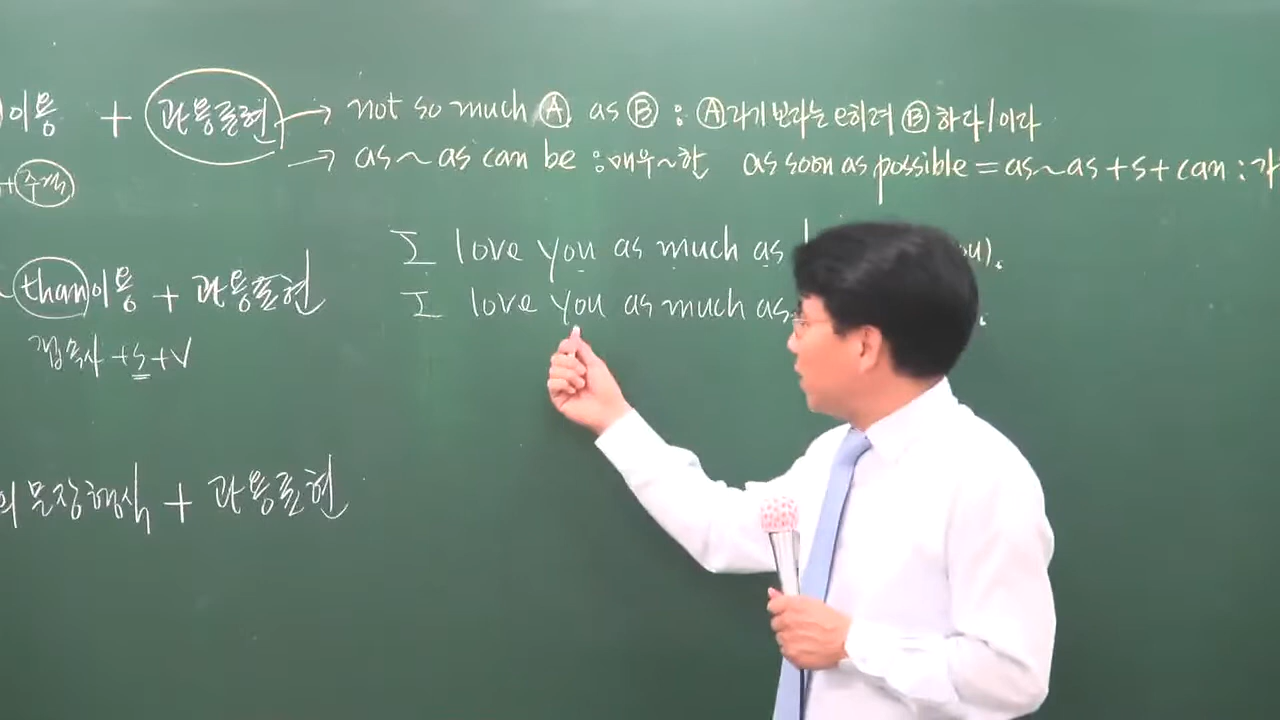 이용 + 관용표현 → not so much Ⓐ as Ⓑ : Ⓐ라기 보다는 오히려 Ⓑ 하다/이다
→ as ~ as can be : 매우 ~한 as soon as possible = as ~ as + s + can : 가
+ 주격
I love you as much as you).
I love you as much as .
~ than 이용 + 관용표현
접속사 + S + V
의 문장형식 + 관용표현